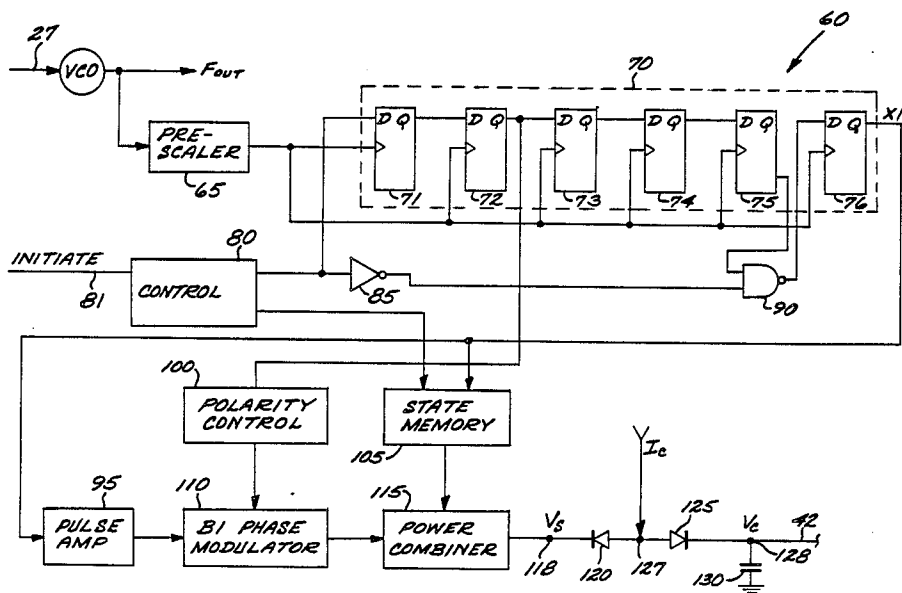 60
27
VCO
FOUT
70
PRE-
SCALER
65
D Q
71
D Q
72
D Q
73
D Q
74
D Q
75
D Q
76
INITIATE
81
80
CONTROL
85
90
100
POLARITY
CONTROL
STATE
MEMORY
105
Ic
95
PULSE
AMP
110
BI PHASE
MODULATOR
115
POWER
COMBINER
Vs
118
120
127
125
Vc
42
128
130